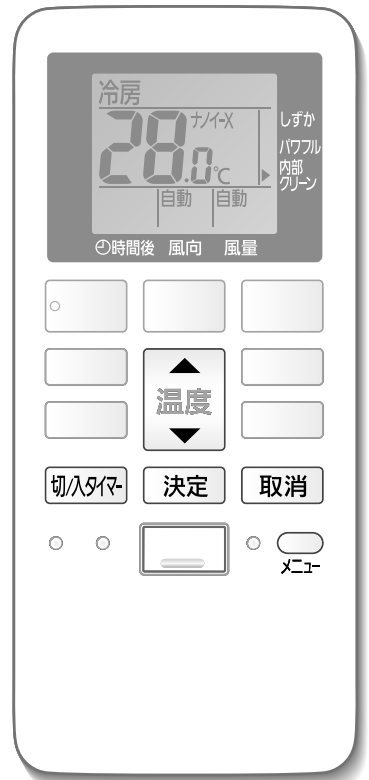 冷房
28.0℃
ナノイーX
しずか
パワフル
内部
クリーン
自動 自動
時間後 風向 風量
温度
切/入タイマー 決定 取消
メニュー